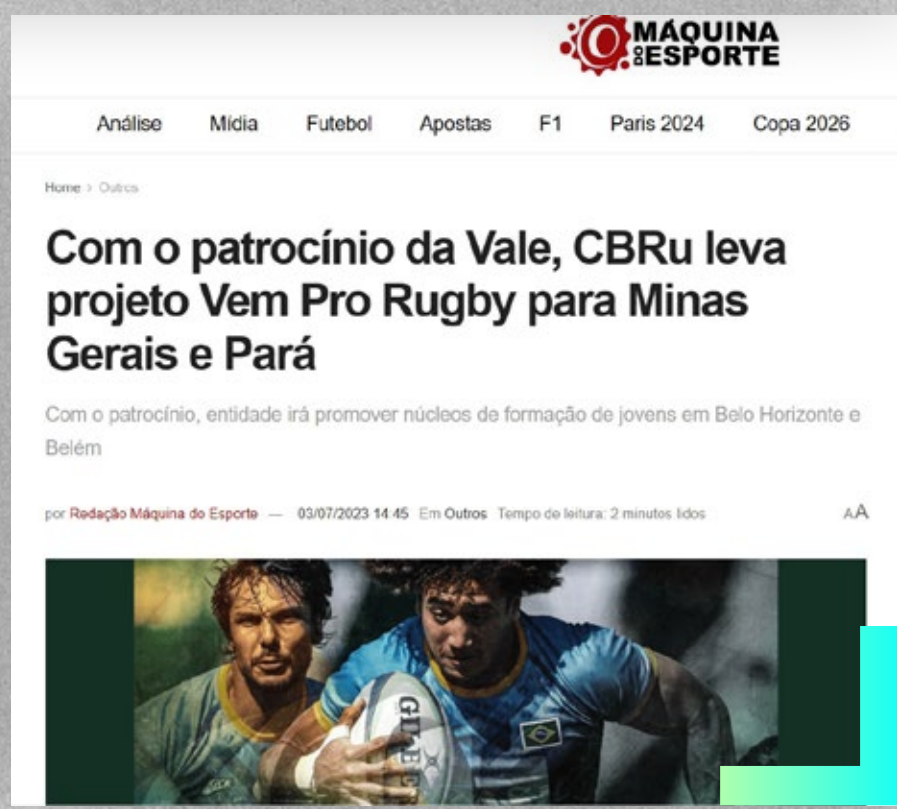 MÁQUINA
DO ESPORTE
Análise Mídia Futebol Apostas F1 Paris 2024 Copa 2026
Home > Outros
Com o patrocínio da Vale, CBRu leva
projeto Vem Pro Rugby para Minas
Gerais e Pará
Com o patrocínio, entidade irá promover núcleos de formação de jovens em Belo Horizonte e
Belém
por Redação Máquina do Esporte — 03/07/2023 14:45 Em Outros Tempo de leitura: 2 minutos lidos AA